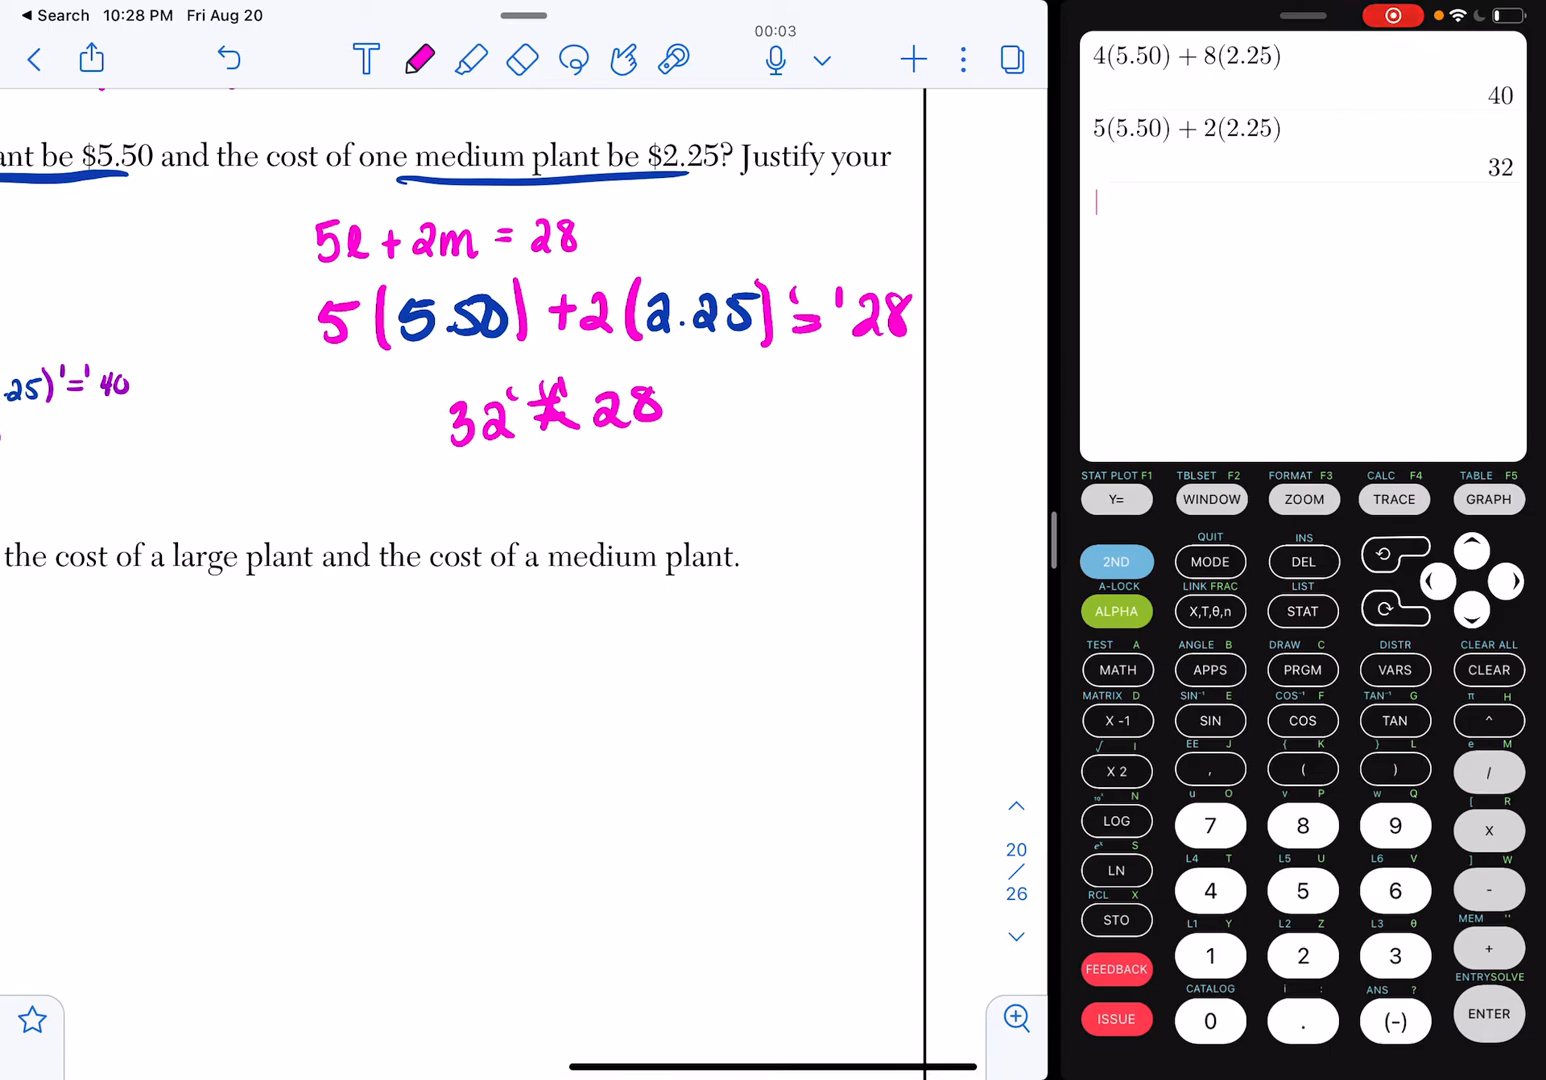 Search 10:28 PM Fri Aug 20
00:03
T
ant be $5.50 and the cost of one medium plant be $2.25? Justify your
5l + 2m = 28
5 (5.50) + 2 (2.25) '=' 28
.25) '=' 40
32 '≠' 28
the cost of a large plant and the cost of a medium plant.
20
/
26
4(5.50) + 8(2.25)
40
5(5.50) + 2(2.25)
32
STAT PLOT F1 TBLSET F2 FORMAT F3 CALC F4 TABLE F5
Y= WINDOW ZOOM TRACE GRAPH
QUIT INS
2ND MODE DEL
A-LOCK LINK FRAC LIST
ALPHA X,T,θ,n STAT
TEST A ANGLE B DRAW C DISTR CLEAR ALL
MATH APPS PRGM VARS CLEAR
MATRIX D SIN⁻¹ E COS⁻¹ F TAN⁻¹ G π H
X -1 SIN COS TAN ^
√ I EE J { K } L e M
X 2 , ( ) /
10ˣ N u O v P w Q [ R
LOG 7 8 9 X
eˣ S L4 T L5 U L6 V ] W
LN 4 5 6 -
RCL X L1 Y L2 Z L3 θ MEM "
STO 1 2 3 +
FEEDBACK CATALOG i : ANS ? ENTRY SOLVE
ISSUE 0 . (-) ENTER